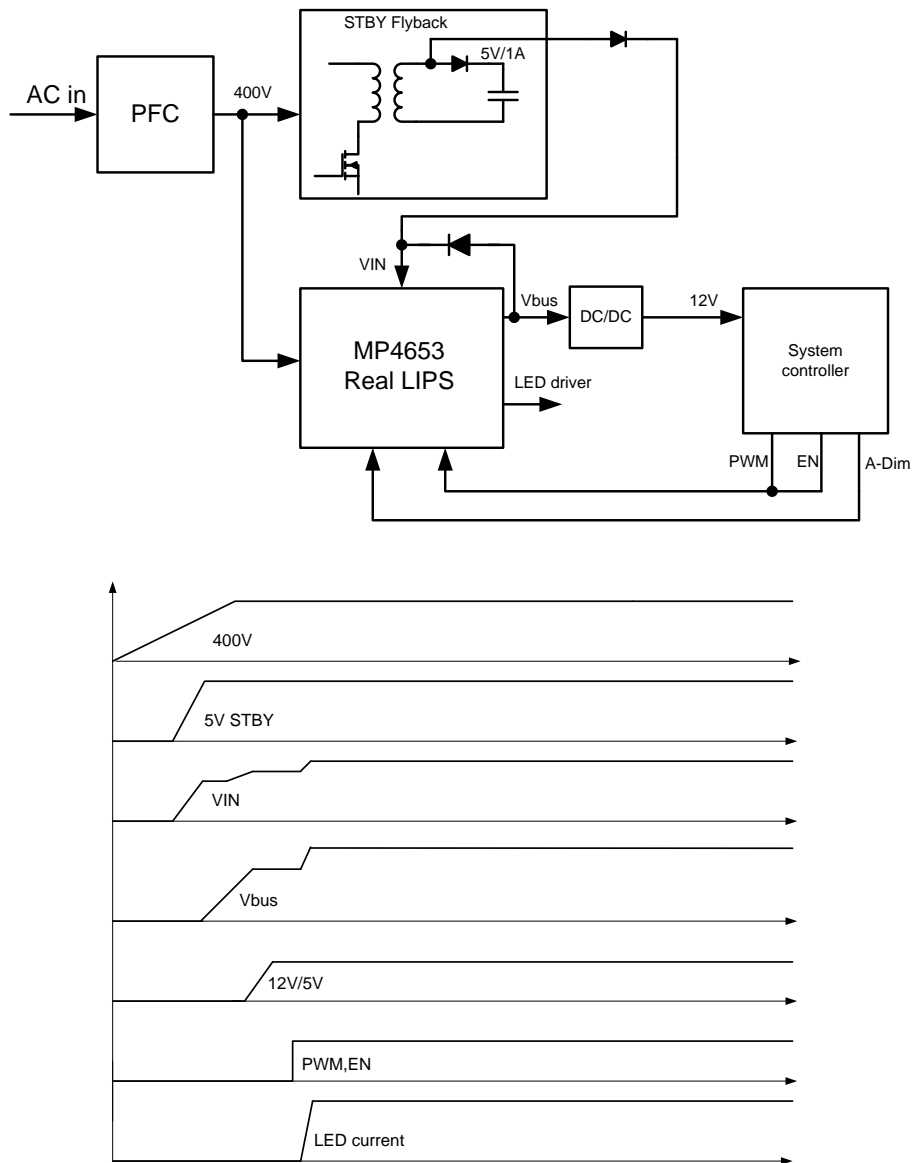 STBY Flyback
5V/1A
AC in
PFC
400V
VIN
Vbus
DC/DC
12V
MP4653
Real LIPS
System
controller
LED driver
PWM
EN
A-Dim
400V
5V STBY
VIN
Vbus
12V/5V
PWM,EN
LED current